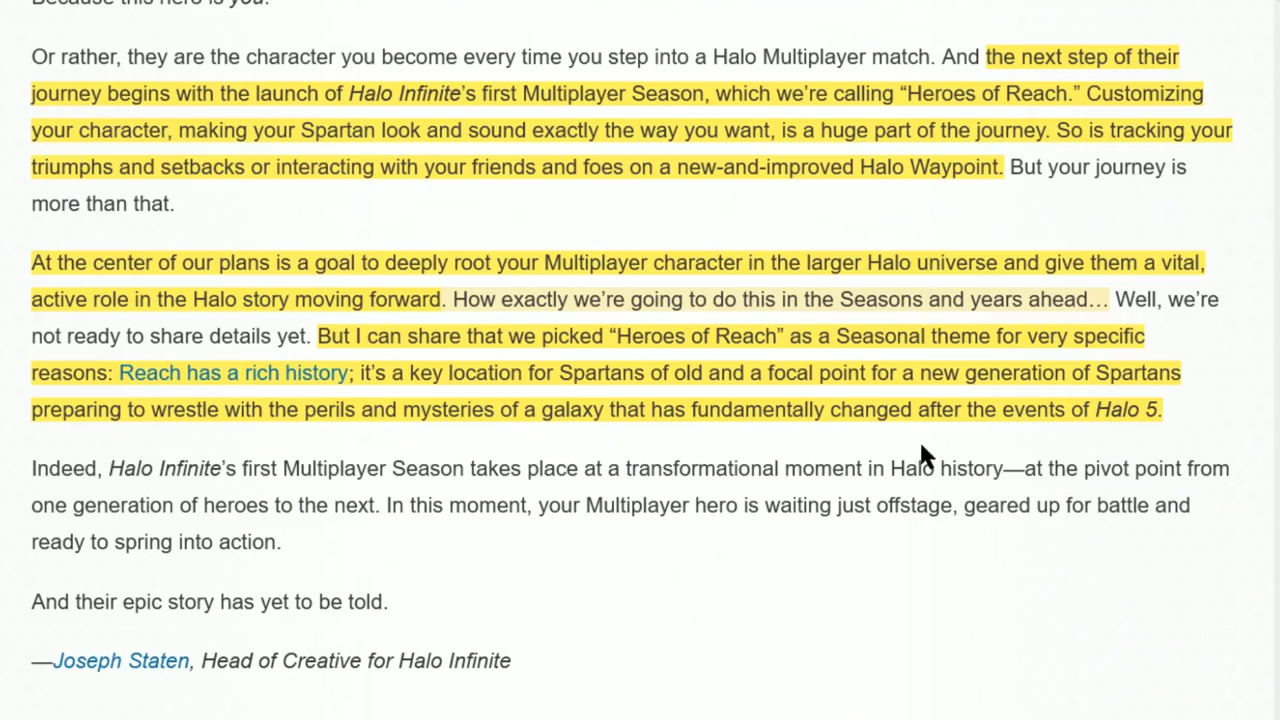 Because this hero is you.
Or rather, they are the character you become every time you step into a Halo Multiplayer match. And the next step of their
journey begins with the launch of Halo Infinite’s first Multiplayer Season, which we’re calling “Heroes of Reach.” Customizing
your character, making your Spartan look and sound exactly the way you want, is a huge part of the journey. So is tracking your
triumphs and setbacks or interacting with your friends and foes on a new-and-improved Halo Waypoint. But your journey is
more than that.
At the center of our plans is a goal to deeply root your Multiplayer character in the larger Halo universe and give them a vital,
active role in the Halo story moving forward. How exactly we’re going to do this in the Seasons and years ahead… Well, we’re
not ready to share details yet. But I can share that we picked “Heroes of Reach” as a Seasonal theme for very specific
reasons: Reach has a rich history; it’s a key location for Spartans of old and a focal point for a new generation of Spartans
preparing to wrestle with the perils and mysteries of a galaxy that has fundamentally changed after the events of Halo 5.
Indeed, Halo Infinite’s first Multiplayer Season takes place at a transformational moment in Halo history—at the pivot point from
one generation of heroes to the next. In this moment, your Multiplayer hero is waiting just offstage, geared up for battle and
ready to spring into action.
And their epic story has yet to be told.
—Joseph Staten, Head of Creative for Halo Infinite